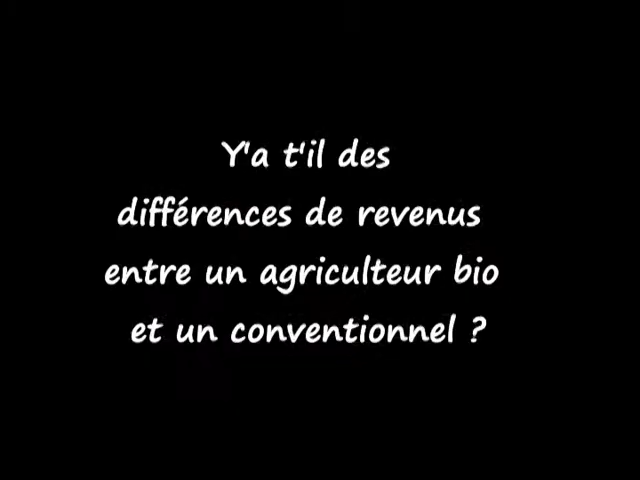 Y'a t'il des
différences de revenus
entre un agriculteur bio
et un conventionnel ?